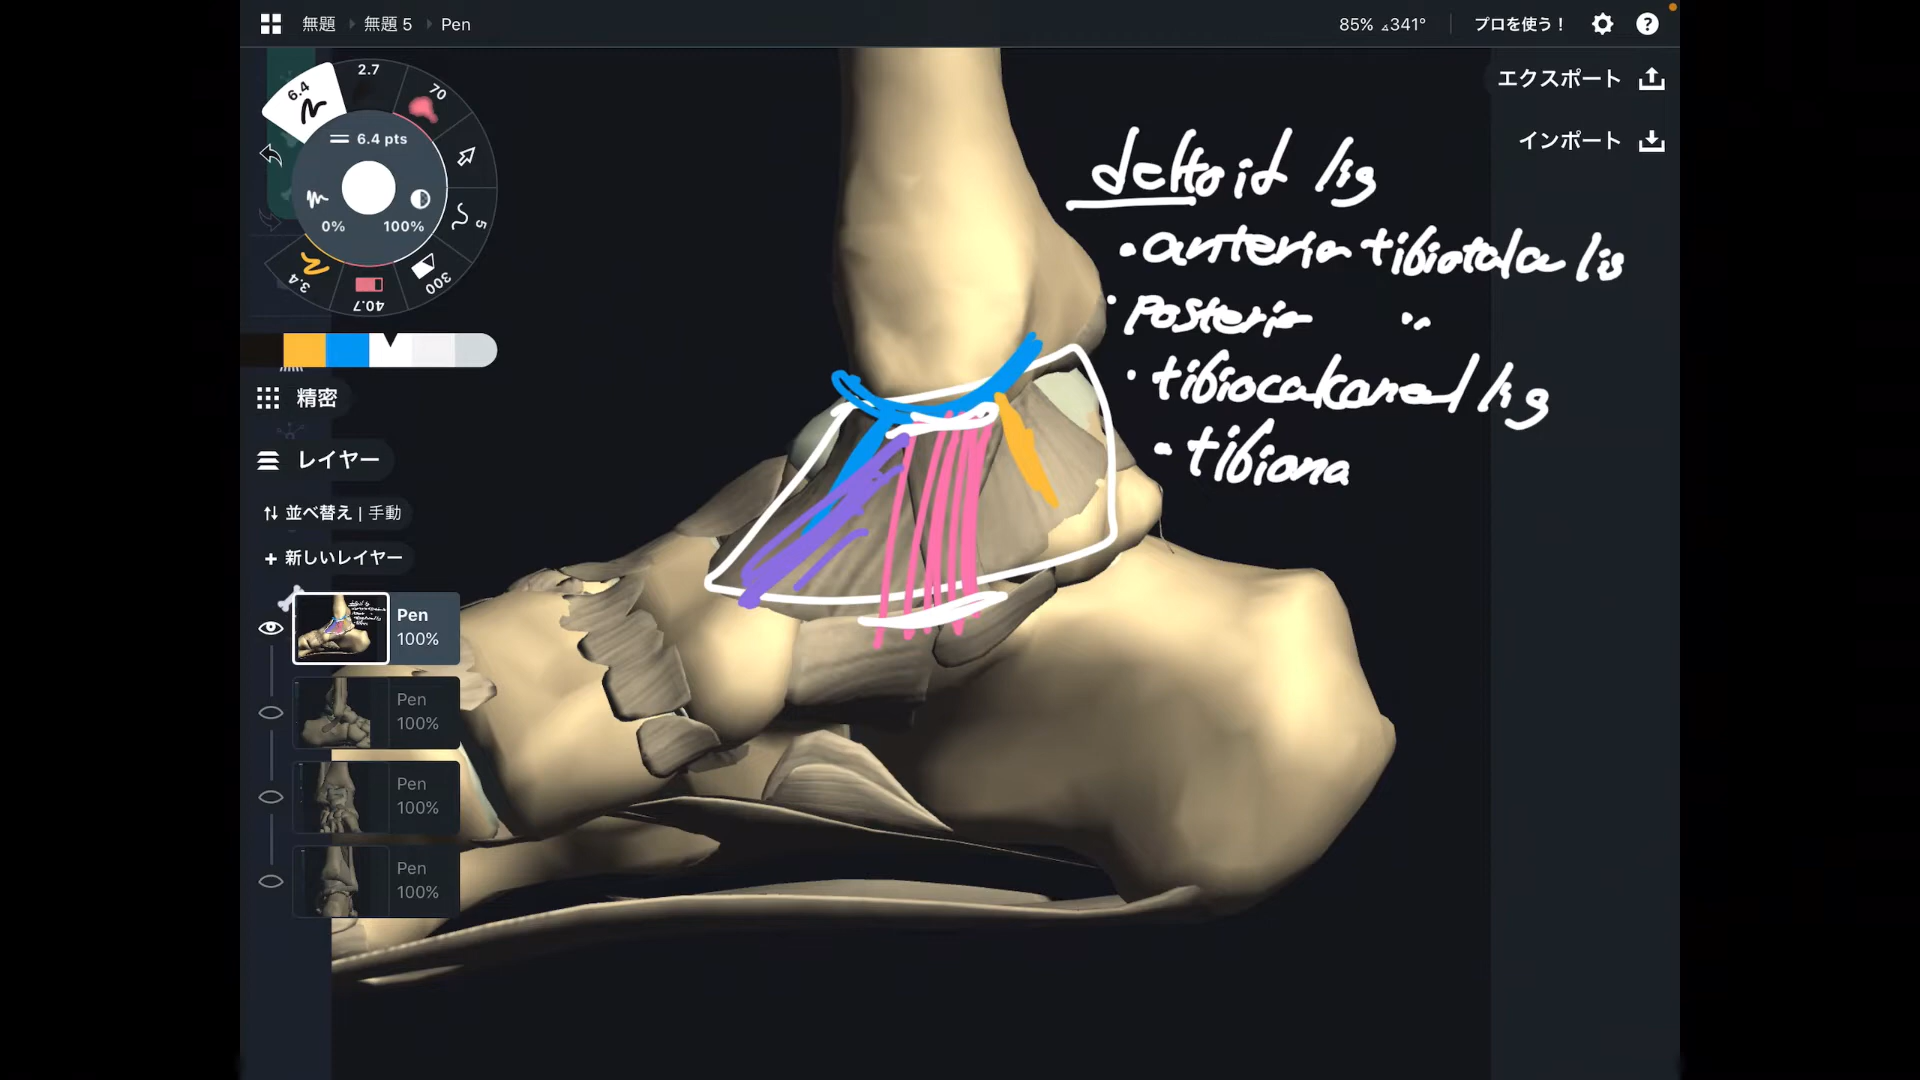 無題 無題 5 Pen
85% ⊿341°
プロを使う！
エクスポート
インポート
2.7
6.4
70
6.4 pts
5
0% 100%
300
40.7
3.4
精密
レイヤー
並べ替え | 手動
+ 新しいレイヤー
Pen
100%
Pen
100%
Pen
100%
Pen
100%
deltoid lig
・anterior tibiotalar lig
・posterior 〃
・tibiocalcaneal lig
・tibiona